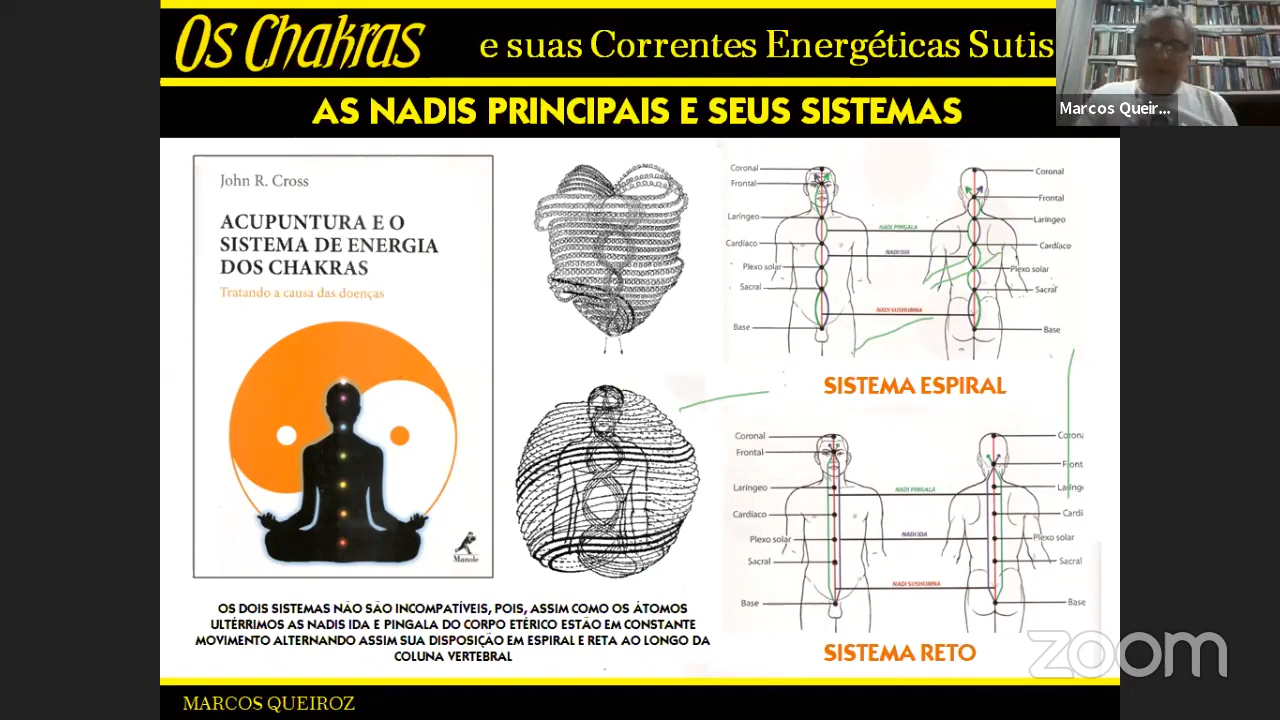 Os Chakras
e suas Correntes Energéticas Sutis
Marcos Queir...
AS NADIS PRINCIPAIS E SEUS SISTEMAS
John R. Cross
ACUPUNTURA E O
SISTEMA DE ENERGIA
DOS CHAKRAS
Tratando a causa das doenças
Manole
Coronal
Frontal
Laríngeo
Cardíaco
Plexo solar
Sacral
Base
NADI PINGALA
NADI IDA
NADI SUSHUMNA
Coronal
Frontal
Laríngeo
Cardíaco
Plexo solar
Sacral
Base
SISTEMA ESPIRAL
Coronal
Frontal
Laríngeo
Cardíaco
Plexo solar
Sacral
Base
NADI PINGALA
NADI IDA
NADI SUSHUMNA
Corona
Front
Laríng
Cardí
Plexo solar
Sacral
Base
SISTEMA RETO
OS DOIS SISTEMAS NÃO SÃO INCOMPATÍVEIS, POIS, ASSIM COMO OS ÁTOMOS
ULTÉRRIMOS AS NADIS IDA E PINGALA DO CORPO ETÉRICO ESTÃO EM CONSTANTE
MOVIMENTO ALTERNANDO ASSIM SUA DISPOSIÇÃO EM ESPIRAL E RETA AO LONGO DA
COLUNA VERTEBRAL
zoom
MARCOS QUEIROZ